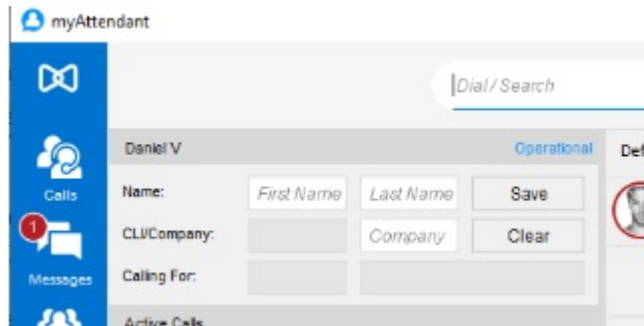 myAttendant
Dial / Search
Daniel V Operational Def
Name: First Name Last Name Save
Calls
CLI/Company: Company Clear
1
Messages Calling For:
Active Calls